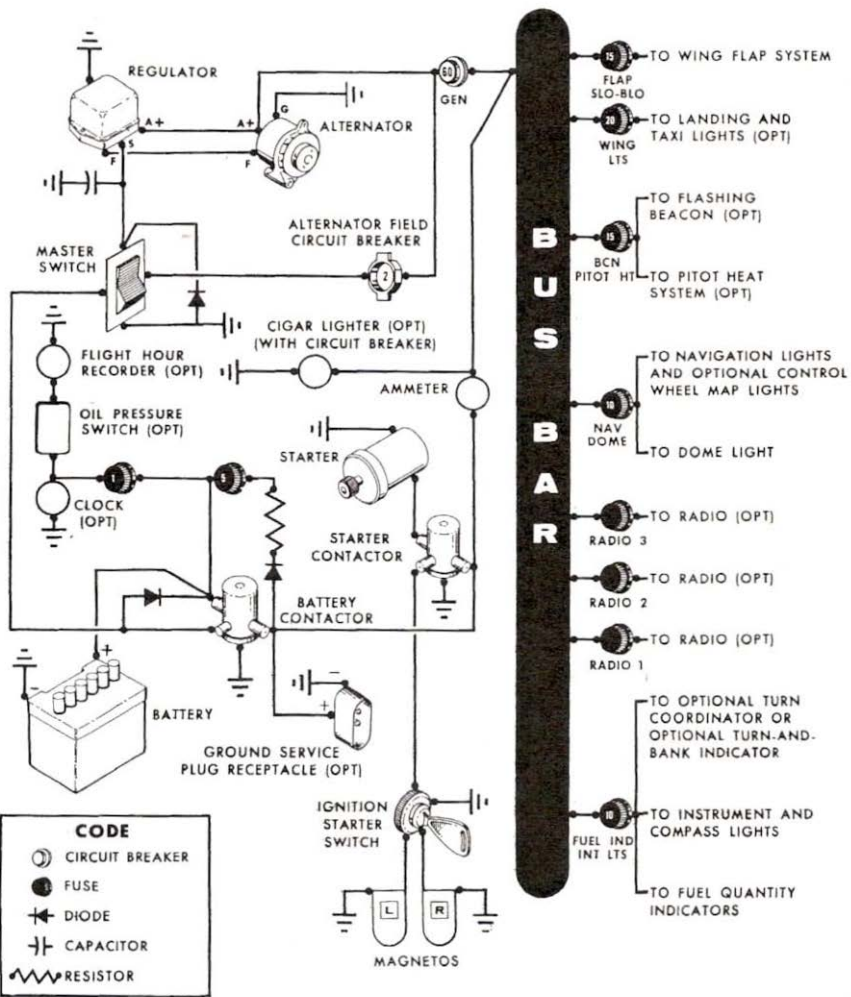 REGULATOR
A+
S
F
A+
G
ALTERNATOR
F
60
GEN
MASTER
SWITCH
ALTERNATOR FIELD
CIRCUIT BREAKER
2
FLIGHT HOUR
RECORDER (OPT)
CIGAR LIGHTER (OPT)
(WITH CIRCUIT BREAKER)
AMMETER
OIL PRESSURE
SWITCH (OPT)
CLOCK
(OPT)
STARTER
STARTER
CONTACTOR
BATTERY
CONTACTOR
+
-
BATTERY
-
+
GROUND SERVICE
PLUG RECEPTACLE (OPT)
IGNITION
STARTER
SWITCH
L
R
MAGNETOS
CODE
CIRCUIT BREAKER
FUSE
DIODE
CAPACITOR
RESISTOR
BUS BAR
15
FLAP
SLO-BLO
TO WING FLAP SYSTEM
20
WING
LTS
TO LANDING AND
TAXI LIGHTS (OPT)
15
BCN
PITOT HT
TO FLASHING
BEACON (OPT)
TO PITOT HEAT
SYSTEM (OPT)
10
NAV
DOME
TO NAVIGATION LIGHTS
AND OPTIONAL CONTROL
WHEEL MAP LIGHTS
TO DOME LIGHT
RADIO 3
TO RADIO (OPT)
RADIO 2
TO RADIO (OPT)
RADIO 1
TO RADIO (OPT)
10
FUEL IND
INT LTS
TO OPTIONAL TURN
COORDINATOR OR
OPTIONAL TURN-AND-
BANK INDICATOR
TO INSTRUMENT AND
COMPASS LIGHTS
TO FUEL QUANTITY
INDICATORS